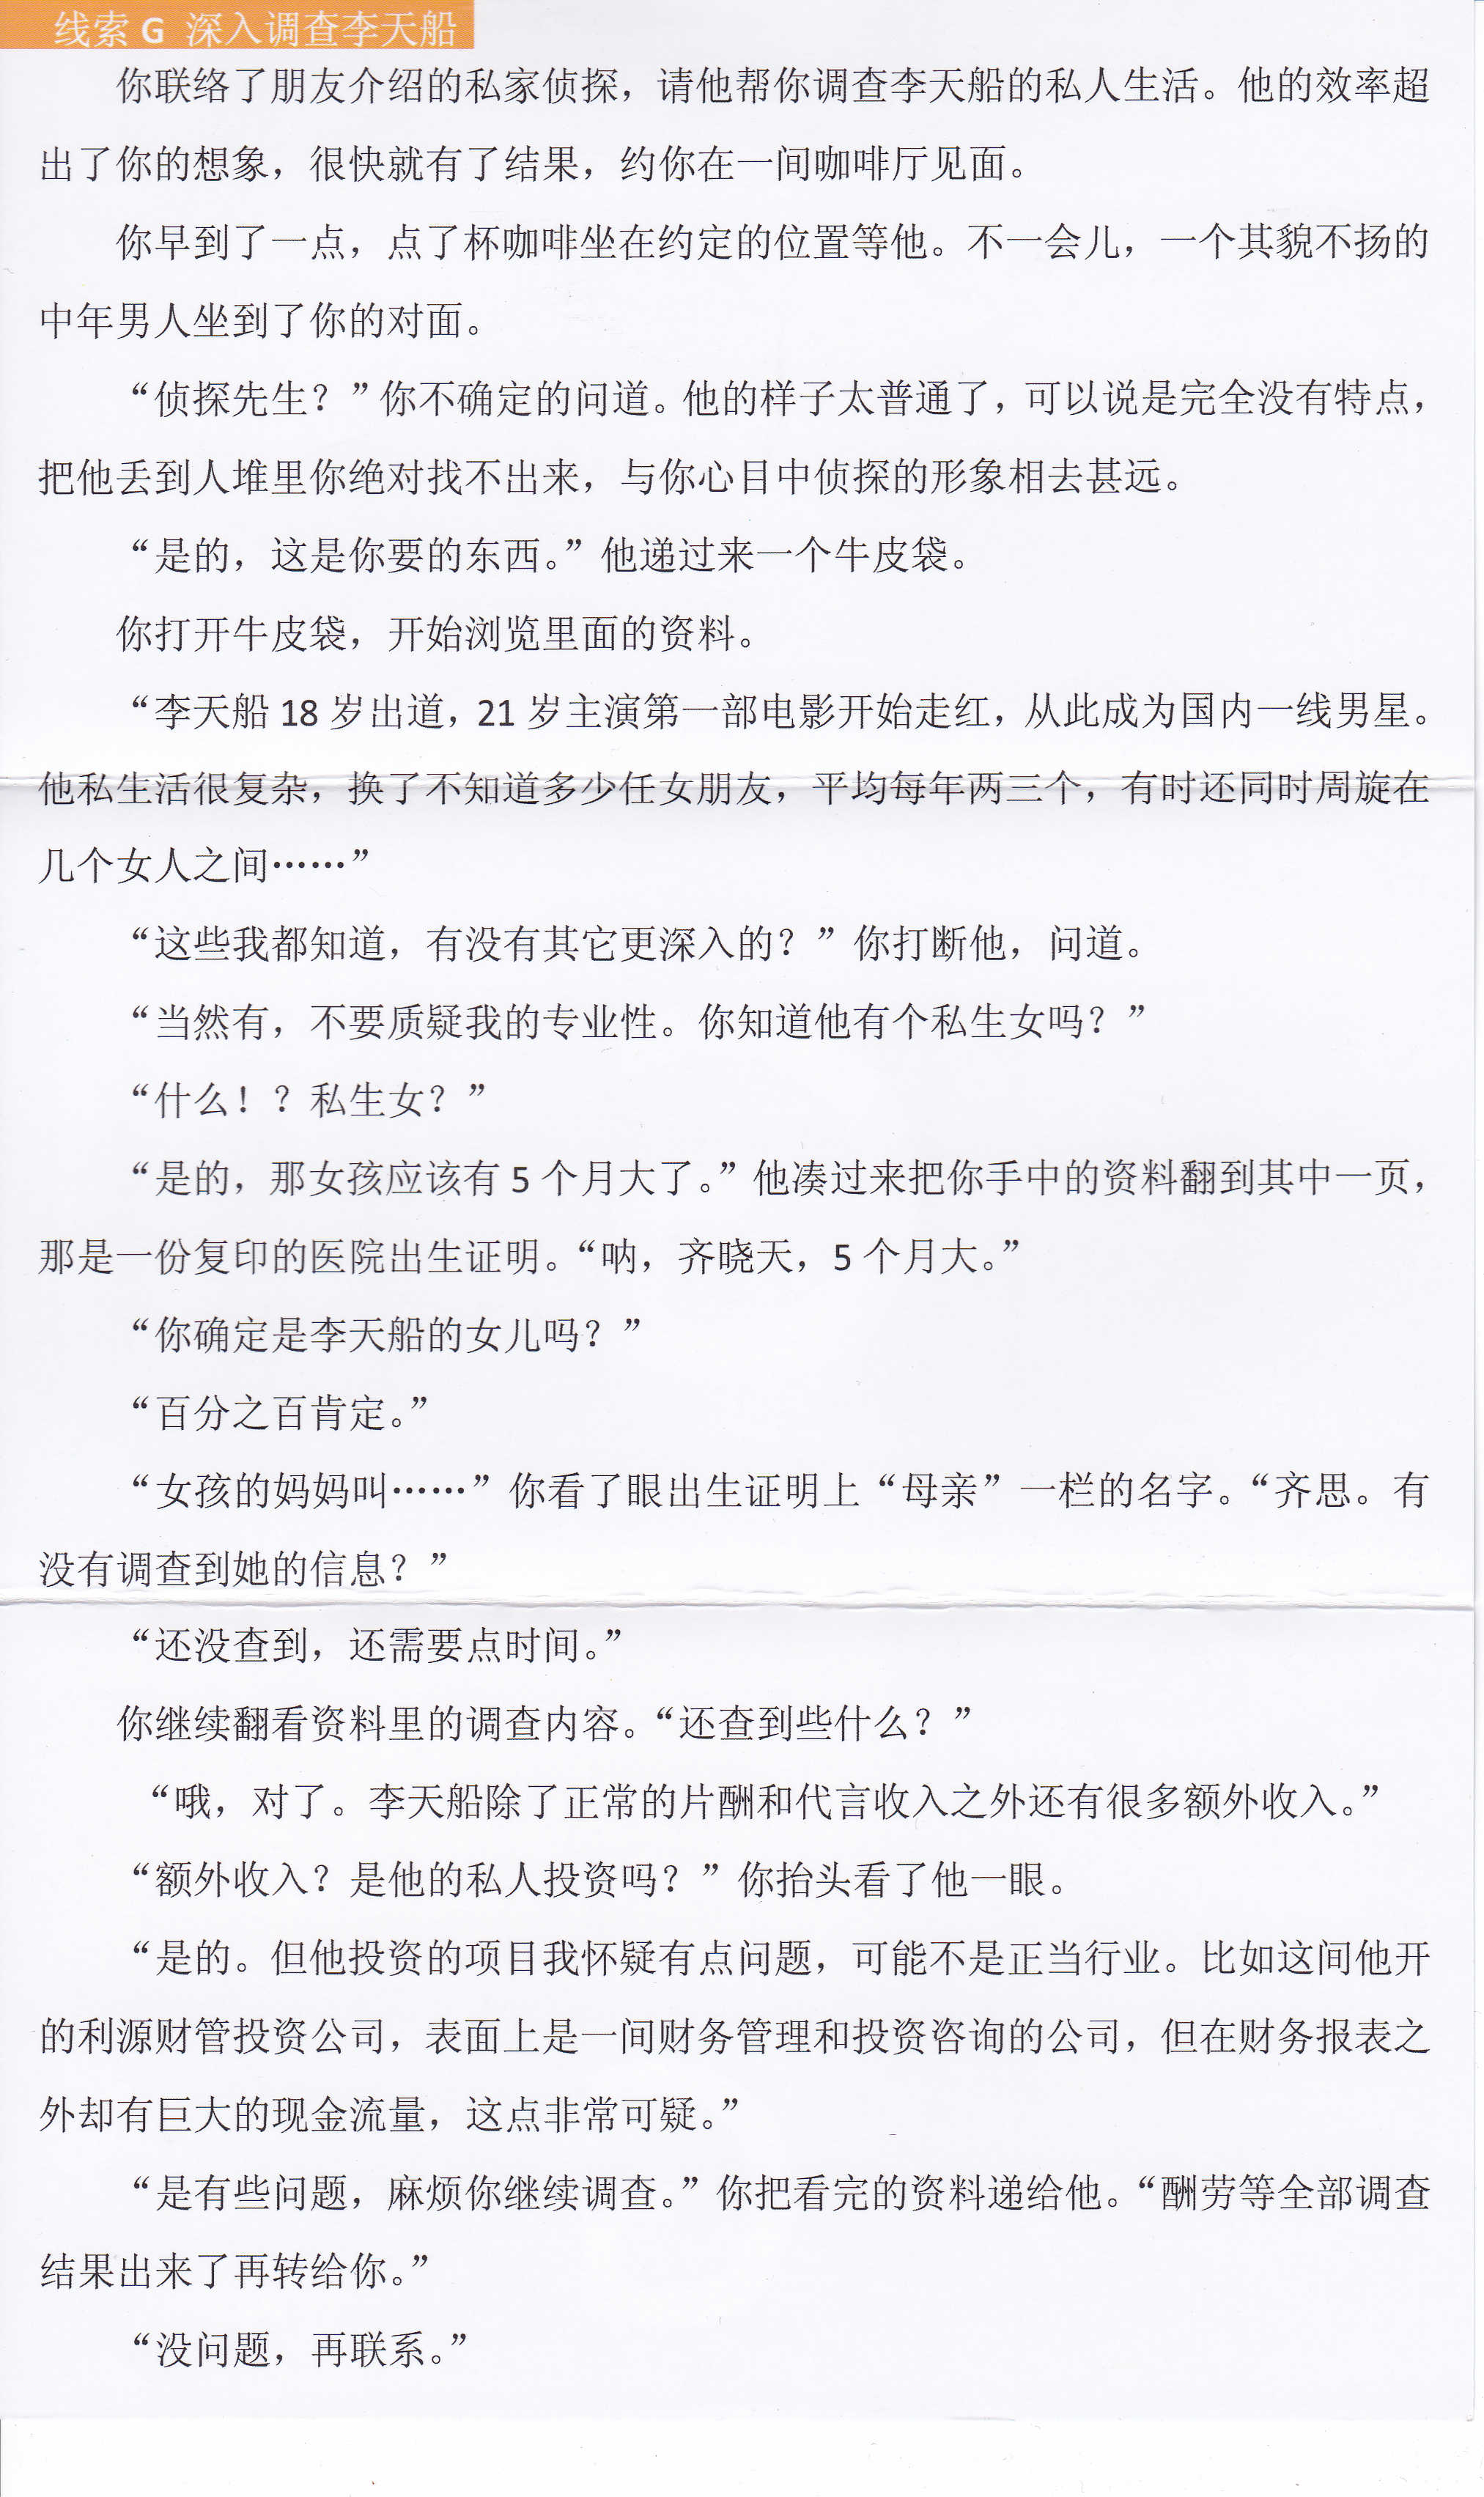 线索 G 深入调查李天船
你联络了朋友介绍的私家侦探，请他帮你调查李天船的私人生活。他的效率超
出了你的想象，很快就有了结果，约你在一间咖啡厅见面。
你早到了一点，点了杯咖啡坐在约定的位置等他。不一会儿，一个其貌不扬的
中年男人坐到了你的对面。
“侦探先生？”你不确定的问道。他的样子太普通了，可以说是完全没有特点，
把他丢到人堆里你绝对找不出来，与你心目中侦探的形象相去甚远。
“是的，这是你要的东西。”他递过来一个牛皮袋。
你打开牛皮袋，开始浏览里面的资料。
“李天船 18 岁出道，21 岁主演第一部电影开始走红，从此成为国内一线男星。
他私生活很复杂，换了不知道多少任女朋友，平均每年两三个，有时还同时周旋在
几个女人之间……”
“这些我都知道，有没有其它更深入的？”你打断他，问道。
“当然有，不要质疑我的专业性。你知道他有个私生女吗？”
“什么！？私生女？”
“是的，那女孩应该有 5 个月大了。”他凑过来把你手中的资料翻到其中一页，
那是一份复印的医院出生证明。“呐，齐晓天，5 个月大。”
“你确定是李天船的女儿吗？”
“百分之百肯定。”
“女孩的妈妈叫……”你看了眼出生证明上“母亲”一栏的名字。“齐思。有
没有调查到她的信息？”
“还没查到，还需要点时间。”
你继续翻看资料里的调查内容。“还查到些什么？”
“哦，对了。李天船除了正常的片酬和代言收入之外还有很多额外收入。”
“额外收入？是他的私人投资吗？”你抬头看了他一眼。
“是的。但他投资的项目我怀疑有点问题，可能不是正当行业。比如这间他开
的利源财管投资公司，表面上是一间财务管理和投资咨询的公司，但在财务报表之
外却有巨大的现金流量，这点非常可疑。”
“是有些问题，麻烦你继续调查。”你把看完的资料递给他。“酬劳等全部调查
结果出来了再转给你。”
“没问题，再联系。”